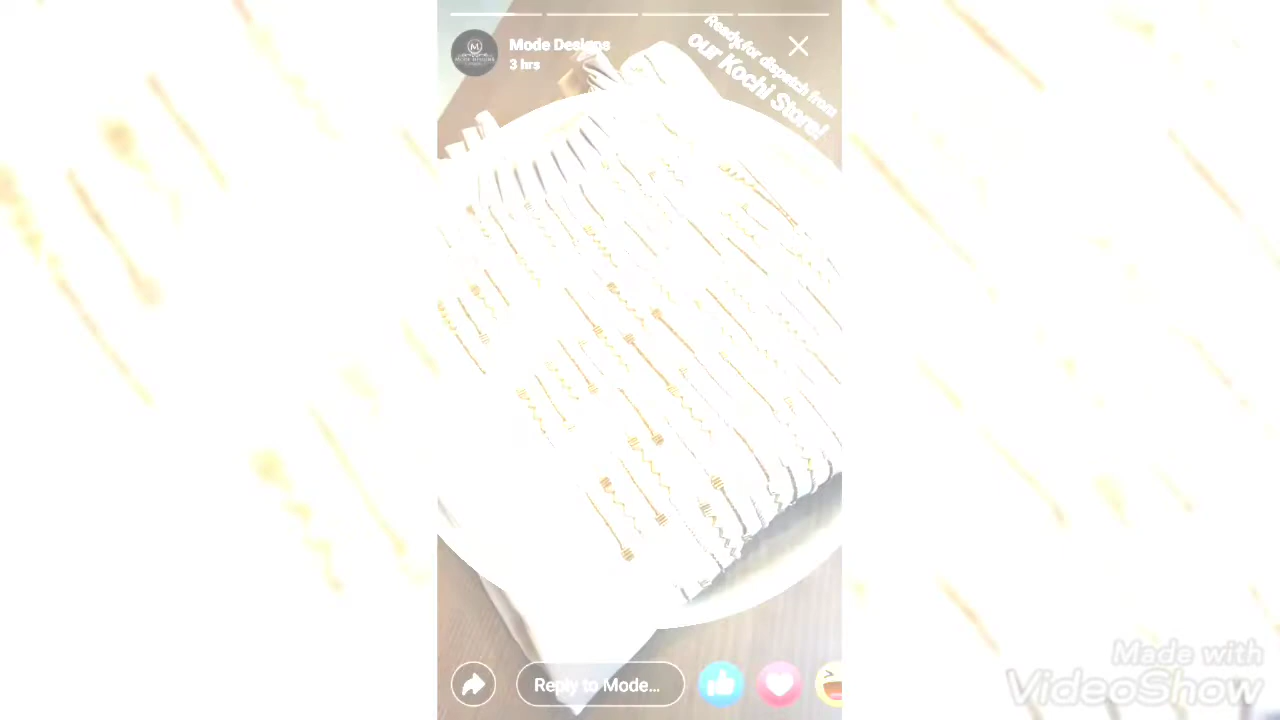 Mode Designs
3 hrs
Ready for dispatch from
our Kochi Store!
M
Reply to Mode...
Made with
VideoShow